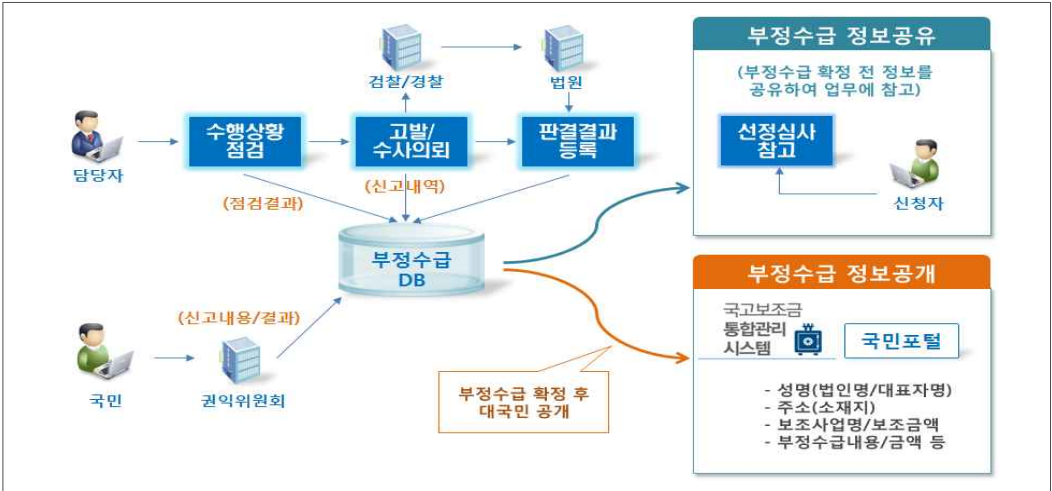 검찰/경찰
법원
담당자
수행상황
점검
고발/
수사의뢰
판결결과
등록
(점검결과)
(신고내역)
부정수급
DB
국민
(신고내용/결과)
권익위원회
부정수급 정보공유
(부정수급 확정 전 정보를
공유하여 업무에 참고)
선정심사
참고
신청자
부정수급 정보공개
국고보조금
통합관리
시스템
국민포털
- 성명(법인명/대표자명)
- 주소(소재지)
- 보조사업명/보조금액
- 부정수급내용/금액 등
부정수급 확정 후
대국민 공개